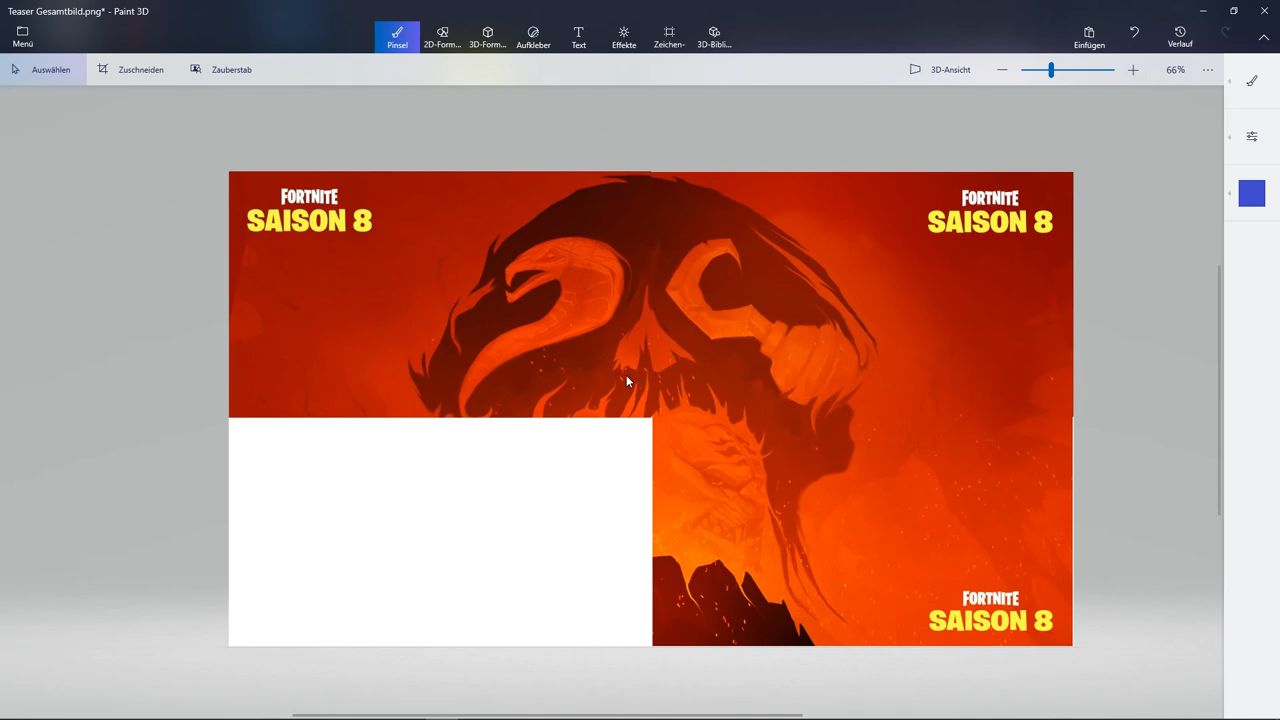 Teaser Gesamtbild.png* - Paint 3D
Menü
Pinsel
2D-Form...
3D-Form...
Aufkleber
Text
Effekte
Zeichen-
3D-Bibli...
Einfügen
Verlauf
Auswählen
Zuschneiden
Zauberstab
3D-Ansicht
66%
FORTNITE
SAISON 8
FORTNITE
SAISON 8
FORTNITE
SAISON 8